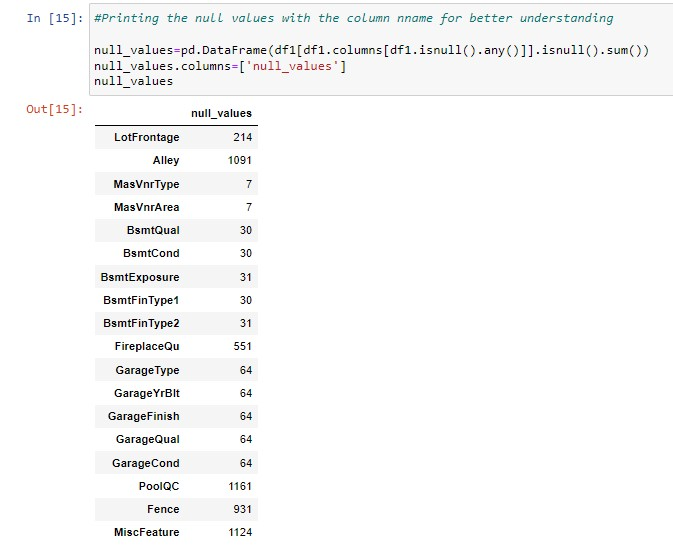 In [15]: #Printing the null values with the column nname for better understanding
null_values=pd.DataFrame(df1[df1.columns[df1.isnull().any()]].isnull().sum())
null_values.columns=['null_values']
null_values
Out[15]:
null_values
LotFrontage 214
Alley 1091
MasVnrType 7
MasVnrArea 7
BsmtQual 30
BsmtCond 30
BsmtExposure 31
BsmtFinType1 30
BsmtFinType2 31
FireplaceQu 551
GarageType 64
GarageYrBlt 64
GarageFinish 64
GarageQual 64
GarageCond 64
PoolQC 1161
Fence 931
MiscFeature 1124